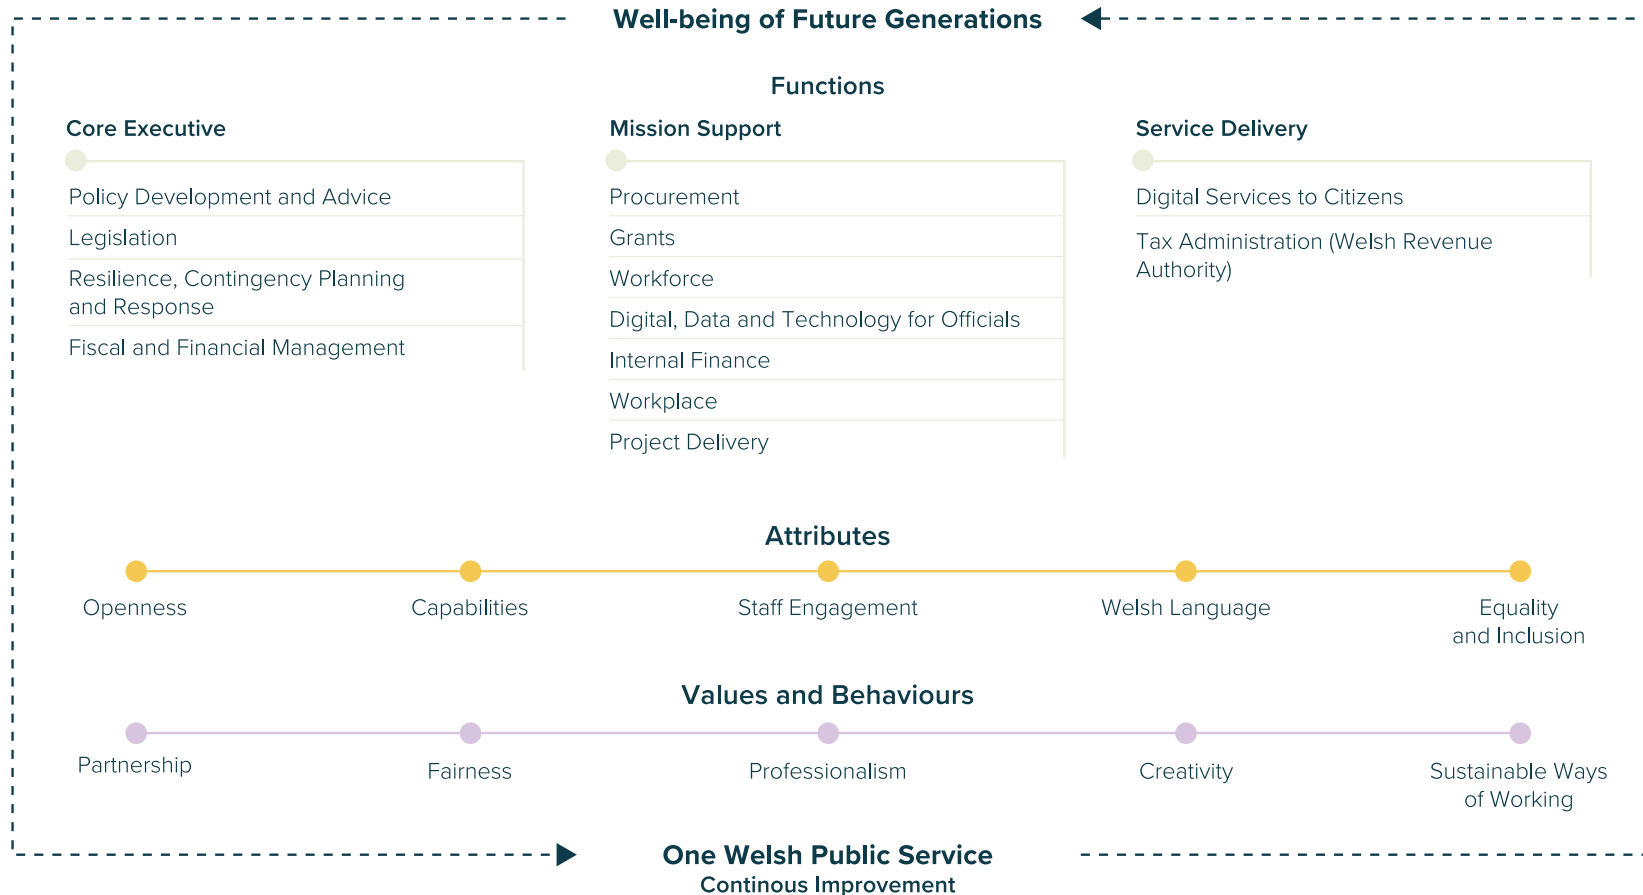 Well-being of Future Generations
Functions
Core Executive
Policy Development and Advice
Legislation
Resilience, Contingency Planning
and Response
Fiscal and Financial Management
Mission Support
Procurement
Grants
Workforce
Digital, Data and Technology for Officials
Internal Finance
Workplace
Project Delivery
Service Delivery
Digital Services to Citizens
Tax Administration (Welsh Revenue
Authority)
Attributes
Openness
Capabilities
Staff Engagement
Welsh Language
Equality
and Inclusion
Values and Behaviours
Partnership
Fairness
Professionalism
Creativity
Sustainable Ways
of Working
One Welsh Public Service
Continous Improvement